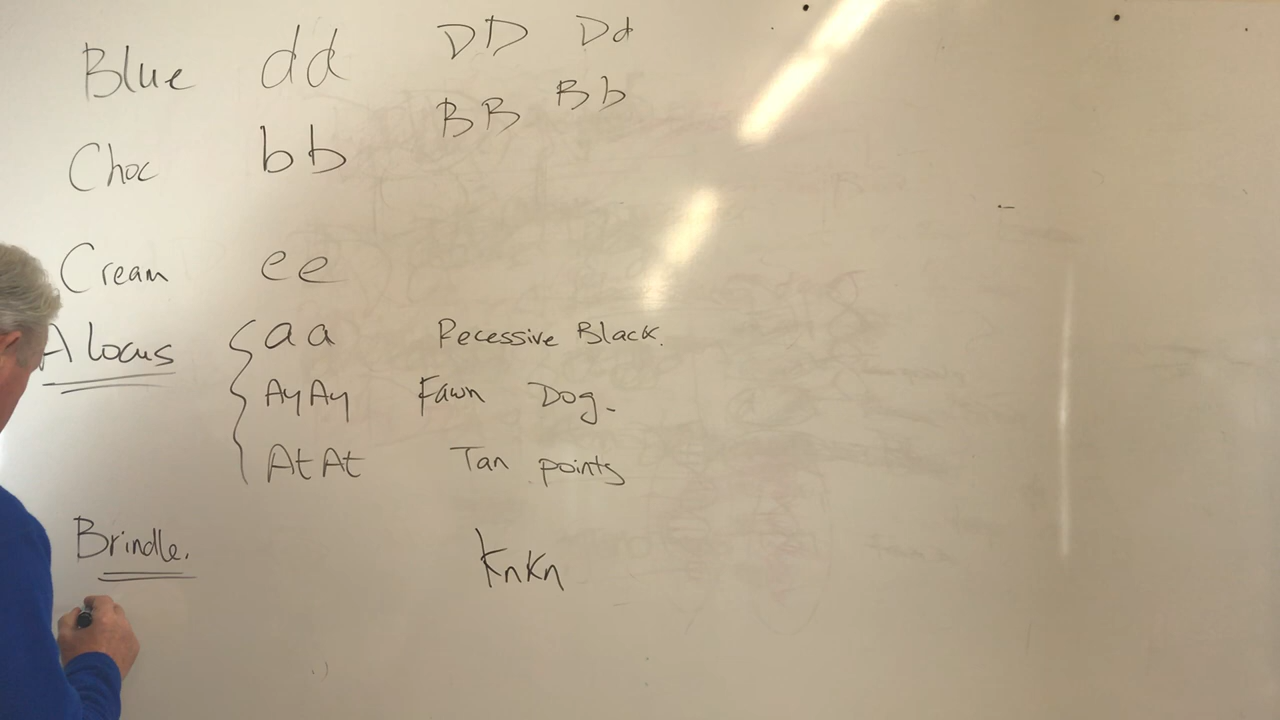 Blue dd DD Dd
BB Bb
Choc bb
Cream ee
A locus { aa Recessive Black.
AyAy Fawn Dog.
AtAt Tan points
Brindle. KnKn